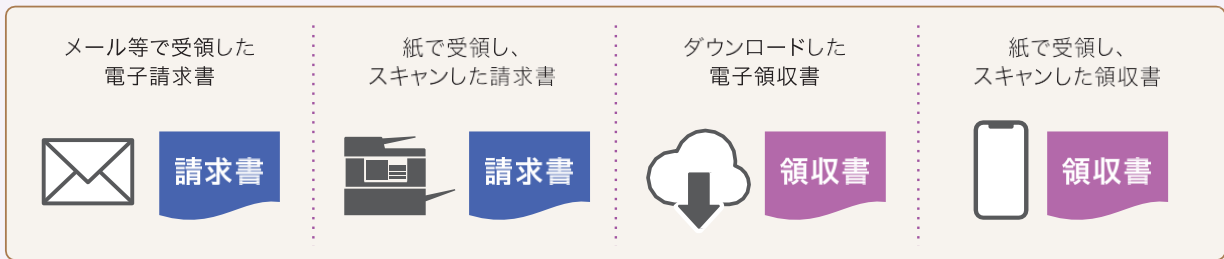 メール等で受領した
電子請求書
請求書
紙で受領し、
スキャンした請求書
請求書
ダウンロードした
電子領収書
領収書
紙で受領し、
スキャンした領収書
領収書